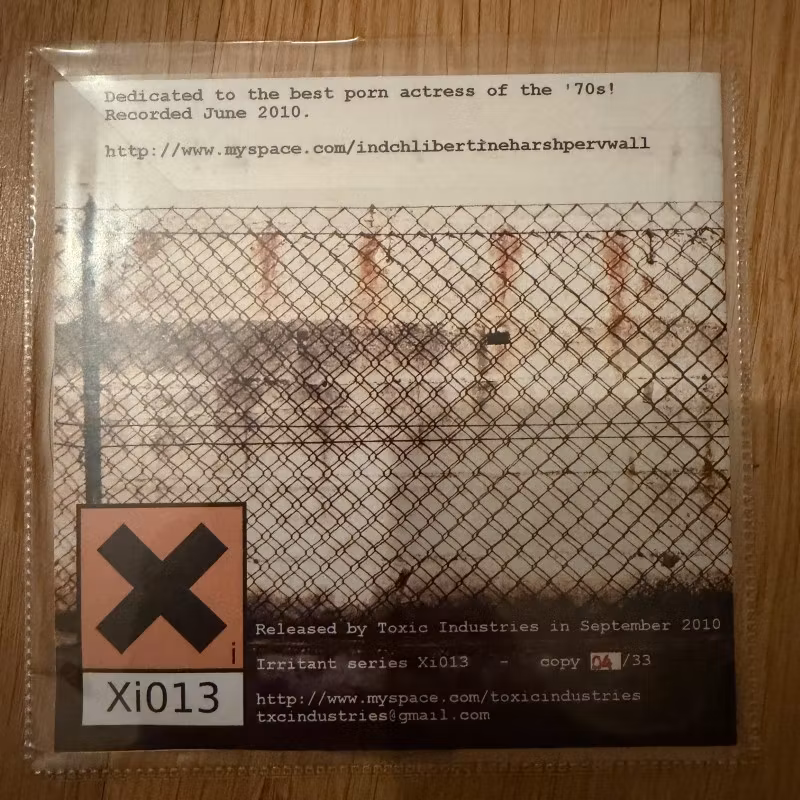 Dedicated to the best porn actress of the '70s!
Recorded June 2010.
http://www.myspace.com/indchlibertineharshpervwall
Released by Toxic Industries in September 2010
Irritant series Xi013 - copy 04/33
http://www.myspace.com/toxicindustries
txcindustries@gmail.com
i
Xi013